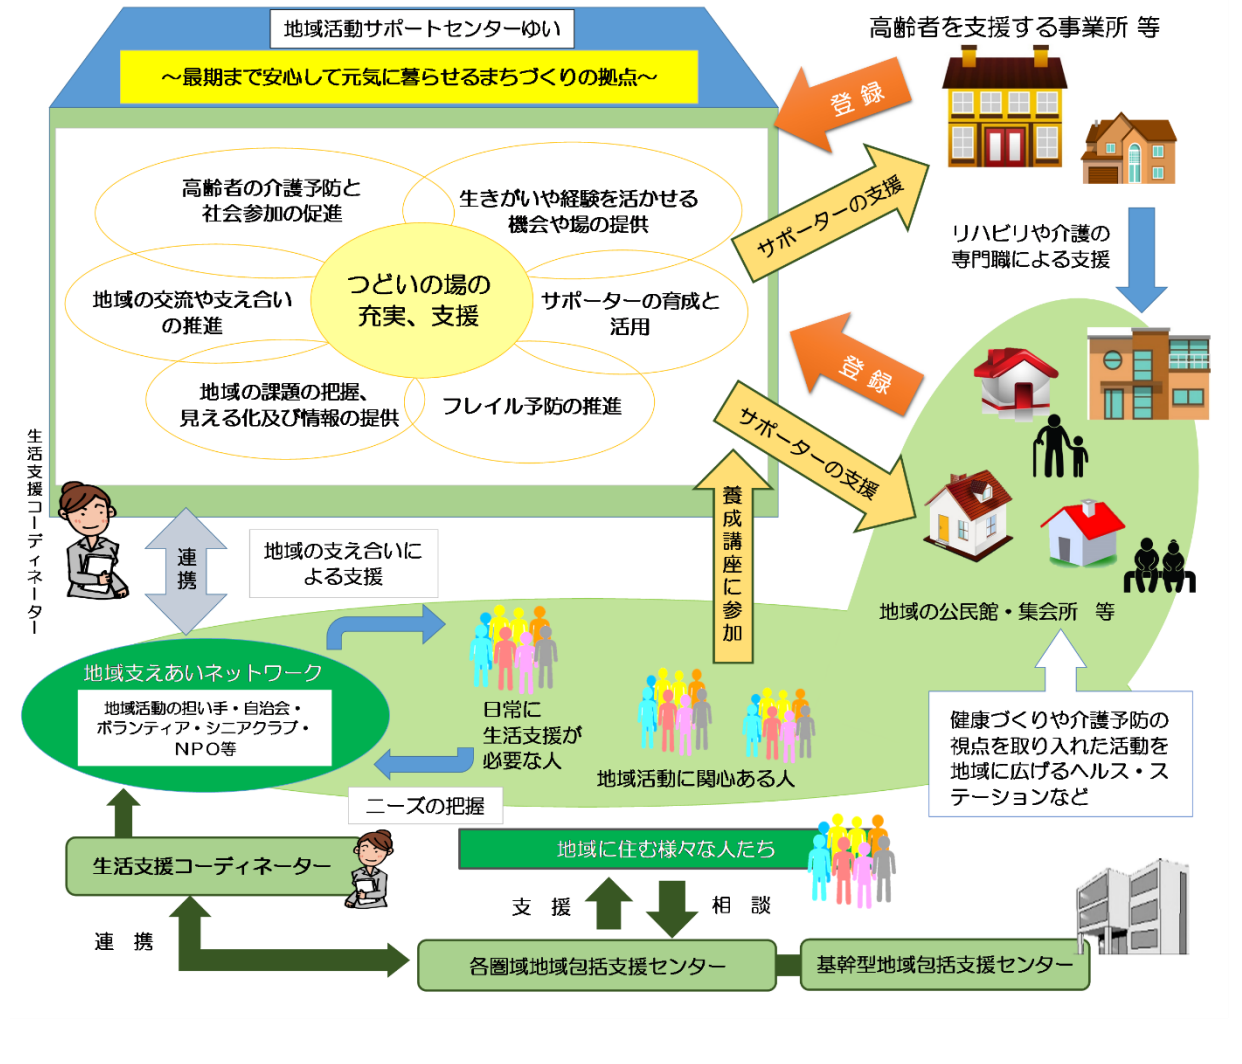 地域活動サポートセンターゆい
～最期まで安心して元気に暮らせるまちづくりの拠点～
高齢者を支援する事業所 等
登 録
高齢者の介護予防と
社会参加の促進
生きがいや経験を活かせる
機会や場の提供
つどいの場の
充実、支援
地域の交流や支え合い
の推進
サポーターの育成と
活用
地域の課題の把握、
見える化及び情報の提供
フレイル予防の推進
サポーターの支援
リハビリや介護の
専門職による支援
登 録
サポーターの支援
生活支援コーディネーター
連携
地域の支え合いに
よる支援
養成講座に参加
地域の公民館・集会所 等
地域支えあいネットワーク
地域活動の担い手・自治会・
ボランティア・シニアクラブ・
NPO等
日常に
生活支援が
必要な人
地域活動に関心ある人
健康づくりや介護予防の
視点を取り入れた活動を
地域に広げるヘルス・ス
テーションなど
ニーズの把握
生活支援コーディネーター
地域に住む様々な人たち
支 援
相 談
連 携
各圏域地域包括支援センター
基幹型地域包括支援センター